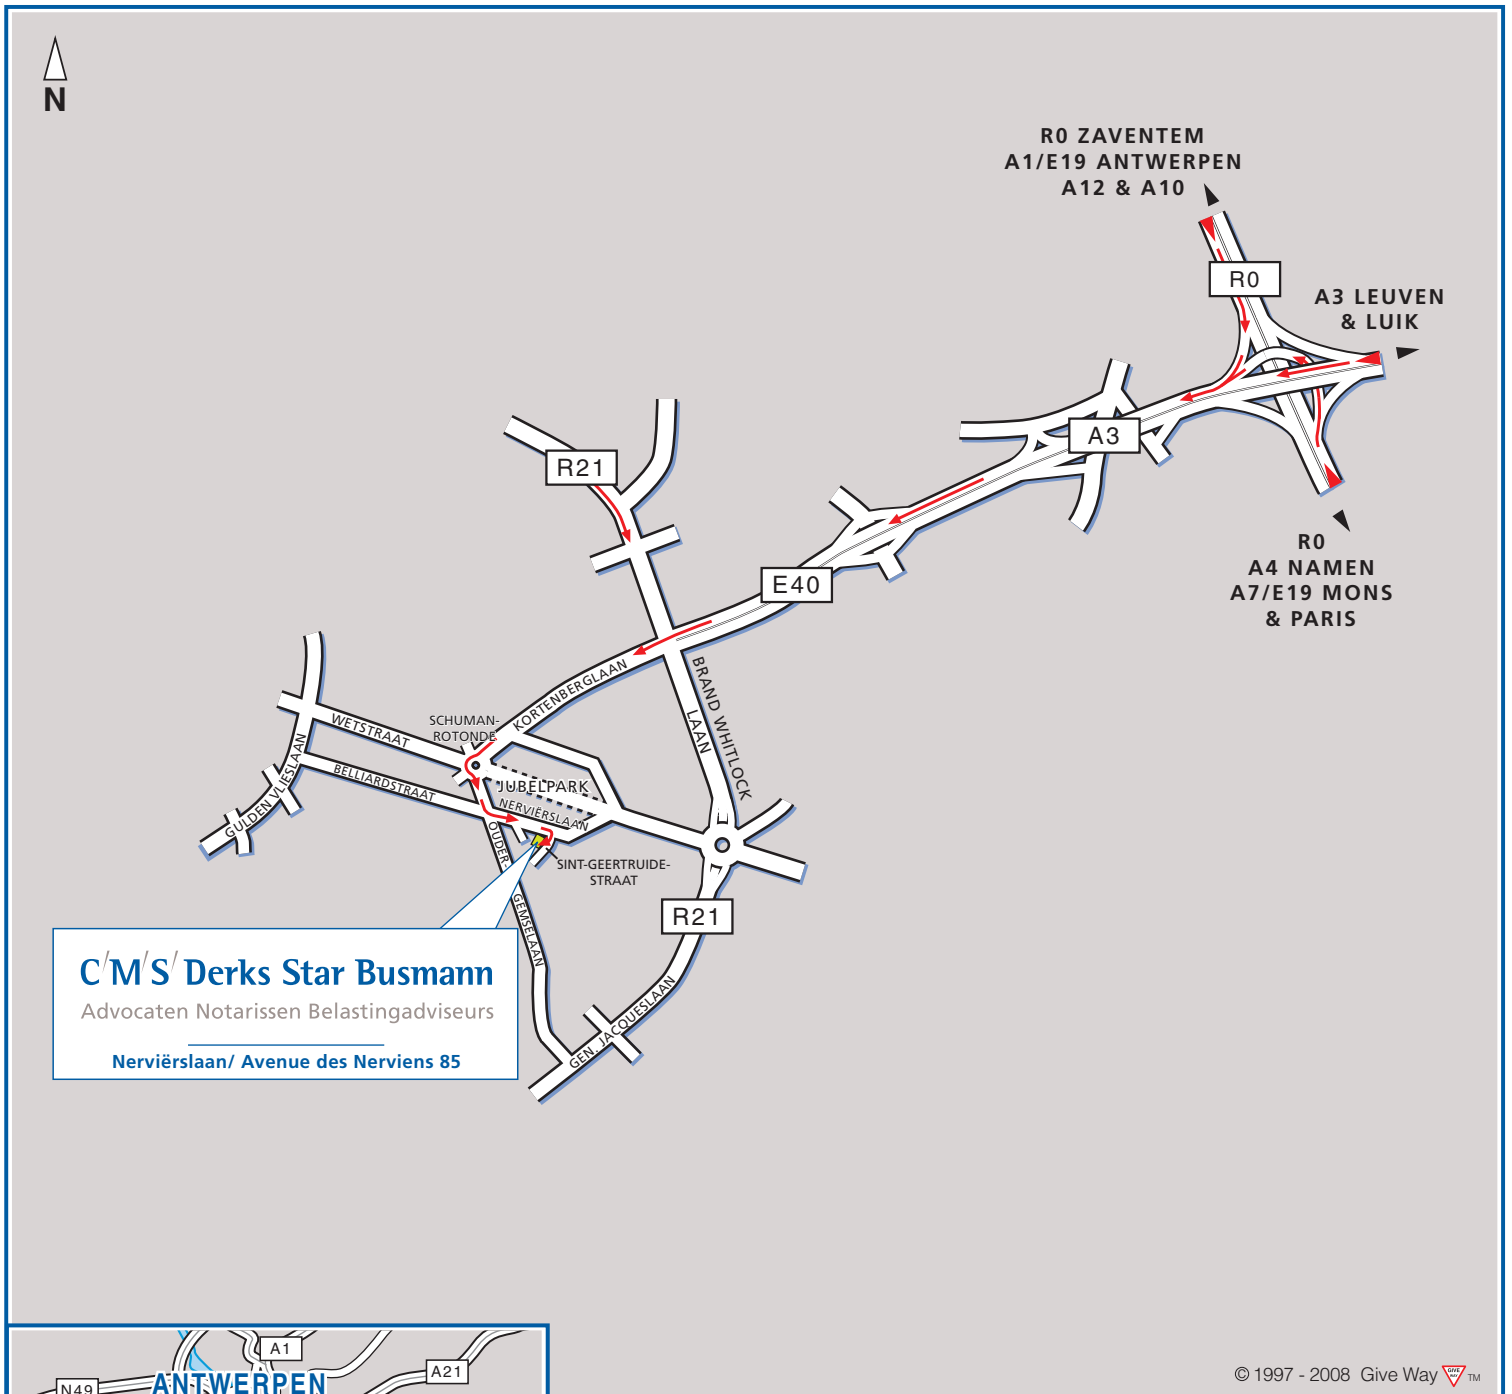 N
R0 ZAVENTEM
A1/E19 ANTWERPEN
A12 & A10
R0
A3 LEUVEN
& LUIK
A3
R21
R0
A4 NAMEN
A7/E19 MONS
& PARIS
E40
KORTENBERGLAAN
BRAND WHITLOCK
LAAN
SCHUMAN-
ROTONDE
WETSTRAAT
BELLIARDSTRAAT
GULDEN VLIESLAAN
JUBELPARK
NERVIËRSLAAN
OUDER-
GEMSELAAN
SINT-GEERTRUIDE-
STRAAT
R21
GEN. JACQUESLAAN
C/M/S/ Derks Star Busmann
Advocaten Notarissen Belastingadviseurs
Nerviërslaan/ Avenue des Nerviens 85
A1
A21
N49
ANTWERPEN
© 1997 - 2008 Give Way GIVE WAY TM